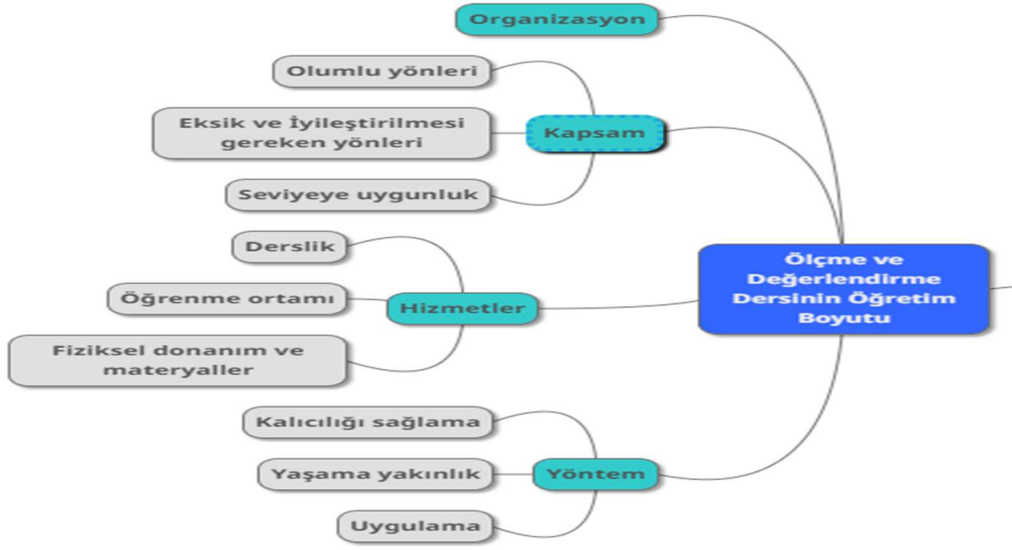 Organizasyon
Olumlu yönleri
Eksik ve İyileştirilmesi
gereken yönleri
Kapsam
Seviyeye uygunluk
Derslik
Öğrenme ortamı
Hizmetler
Fiziksel donanım ve
materyaller
Ölçme ve
Değerlendirme
Dersinin Öğretim
Boyutu
Kalıcılığı sağlama
Yaşama yakınlık
Yöntem
Uygulama